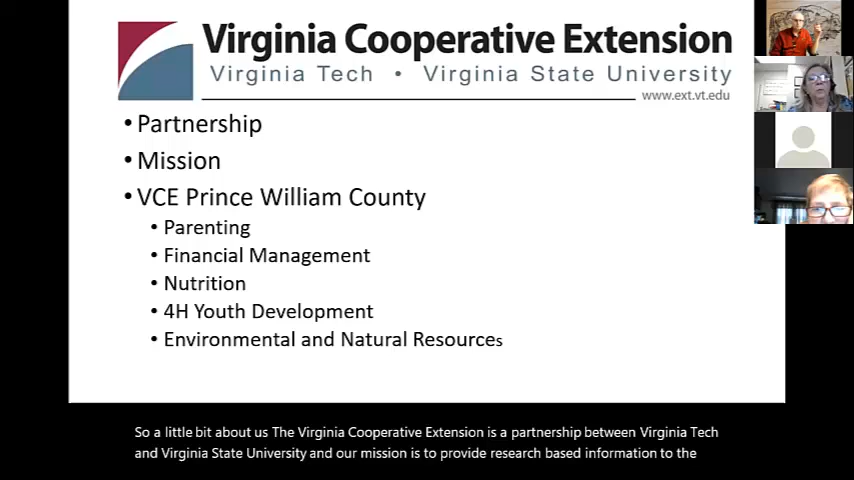 Virginia Cooperative Extension
Virginia Tech • Virginia State University
www.ext.vt.edu
• Partnership
• Mission
• VCE Prince William County
• Parenting
• Financial Management
• Nutrition
• 4H Youth Development
• Environmental and Natural Resources
So a little bit about us The Virginia Cooperative Extension is a partnership between Virginia Tech
and Virginia State University and our mission is to provide research based information to the